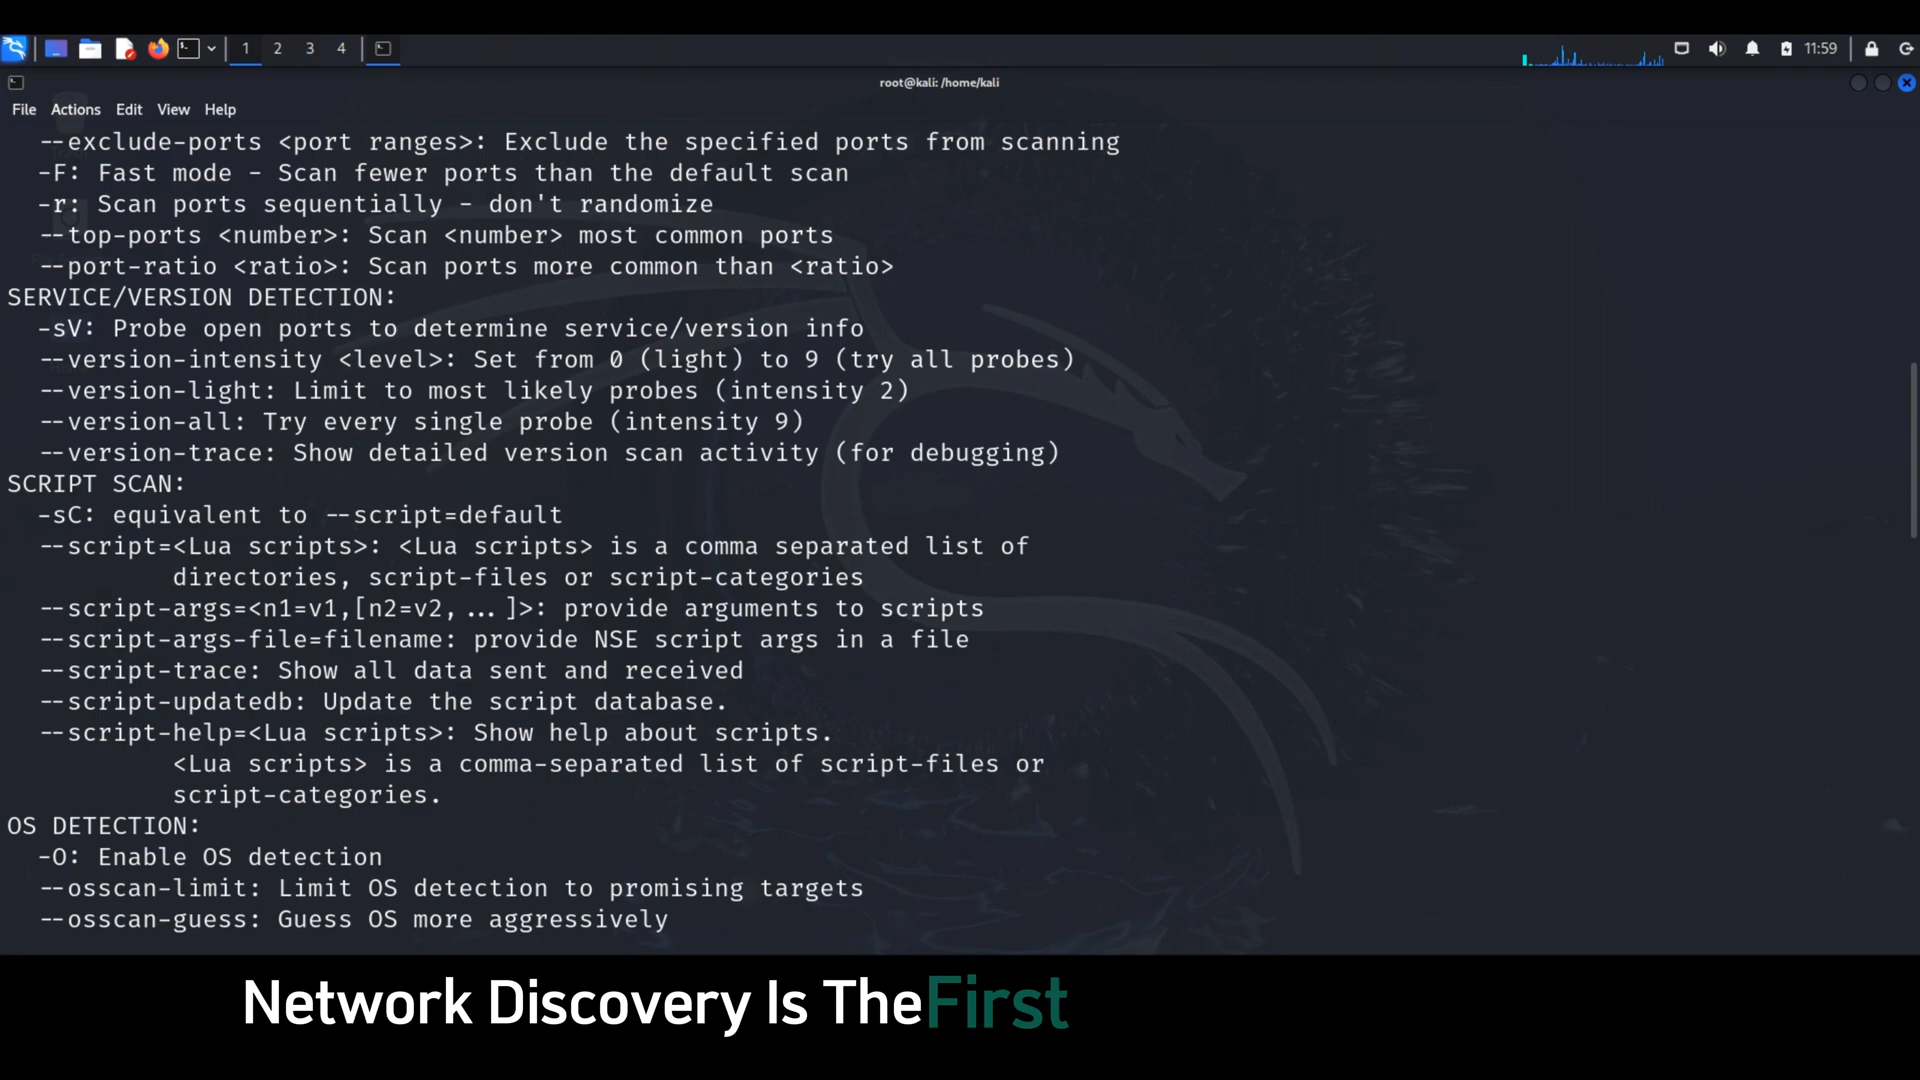 1 2 3 4 11:59
root@kali: /home/kali
File Actions Edit View Help
--exclude-ports <port ranges>: Exclude the specified ports from scanning
-F: Fast mode - Scan fewer ports than the default scan
-r: Scan ports sequentially - don't randomize
--top-ports <number>: Scan <number> most common ports
--port-ratio <ratio>: Scan ports more common than <ratio>
SERVICE/VERSION DETECTION:
-sV: Probe open ports to determine service/version info
--version-intensity <level>: Set from 0 (light) to 9 (try all probes)
--version-light: Limit to most likely probes (intensity 2)
--version-all: Try every single probe (intensity 9)
--version-trace: Show detailed version scan activity (for debugging)
SCRIPT SCAN:
-sC: equivalent to --script=default
--script=<Lua scripts>: <Lua scripts> is a comma separated list of
directories, script-files or script-categories
--script-args=<n1=v1,[n2=v2,...]>: provide arguments to scripts
--script-args-file=filename: provide NSE script args in a file
--script-trace: Show all data sent and received
--script-updatedb: Update the script database.
--script-help=<Lua scripts>: Show help about scripts.
<Lua scripts> is a comma-separated list of script-files or
script-categories.
OS DETECTION:
-O: Enable OS detection
--osscan-limit: Limit OS detection to promising targets
--osscan-guess: Guess OS more aggressively
Network Discovery Is The First